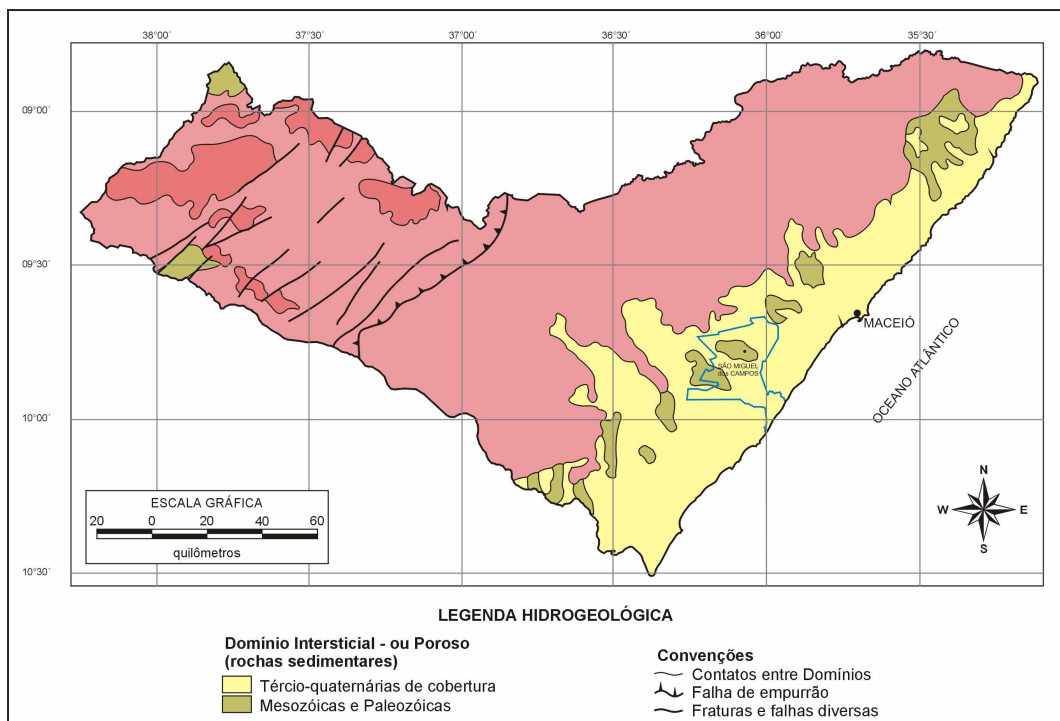 38°00' 37°30' 37°00' 36°30' 36°00' 35°30'
09°00'
09°30'
10°00'
10°30'
MACEIÓ
SÃO MIGUEL
dos CAMPOS
OCEANO ATLÂNTICO
ESCALA GRÁFICA
20 0 20 40 60
quilômetros
N
W E
S
LEGENDA HIDROGEOLÓGICA
Domínio Intersticial - ou Poroso
(rochas sedimentares)
Tércio-quaternárias de cobertura
Mesozóicas e Paleozóicas
Convenções
Contatos entre Domínios
Falha de empurrão
Fraturas e falhas diversas